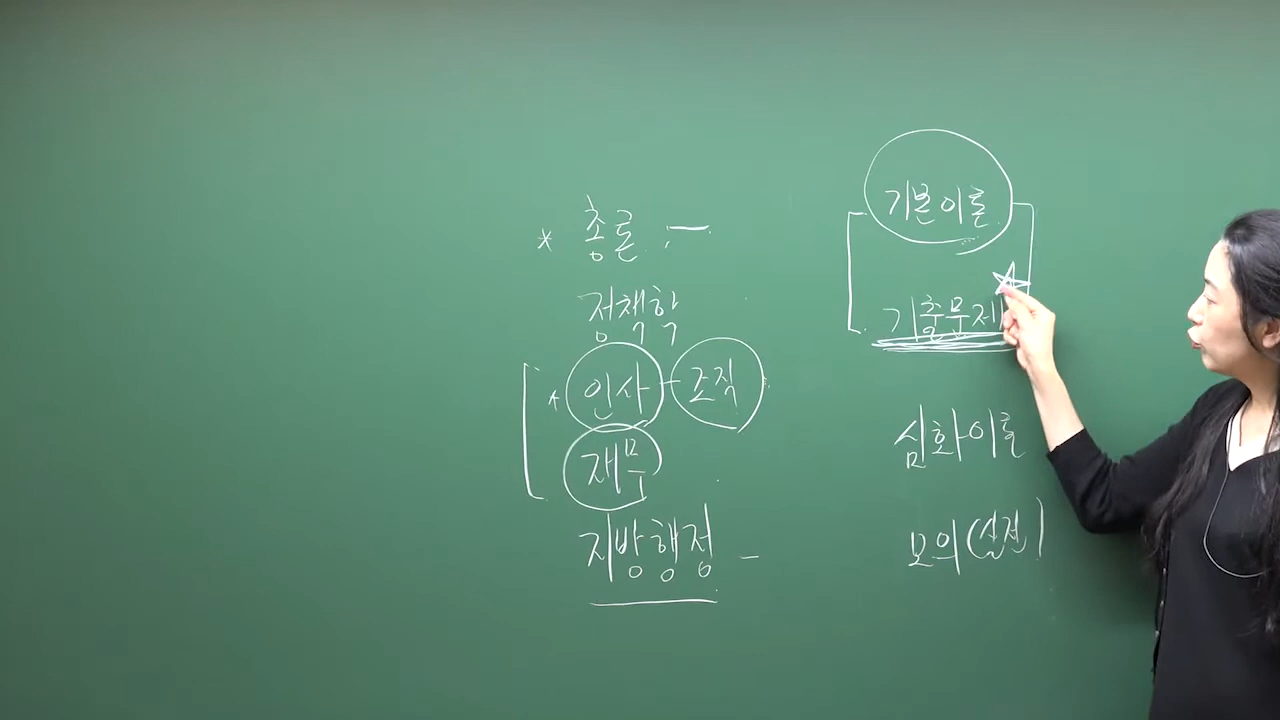 * 총론 : ー
정책학
* 인사 - 조직
재무
지방행정 -
기본이론
기출문제
심화이론
모의(실전)